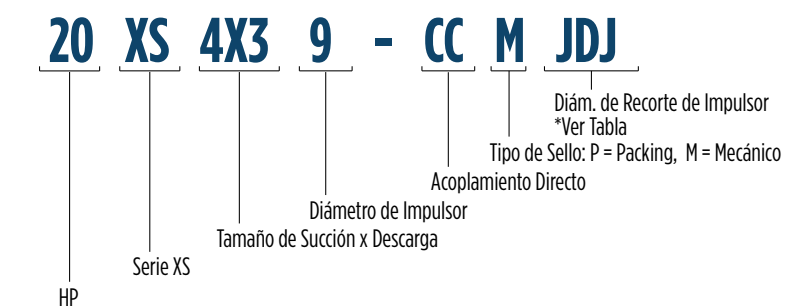 20 XS 4X3 9 - CC M JDJ
Diám. de Recorte de Impulsor
*Ver Tabla
Tipo de Sello: P = Packing, M = Mecánico
Acoplamiento Directo
Diámetro de Impulsor
Tamaño de Succión x Descarga
Serie XS
HP